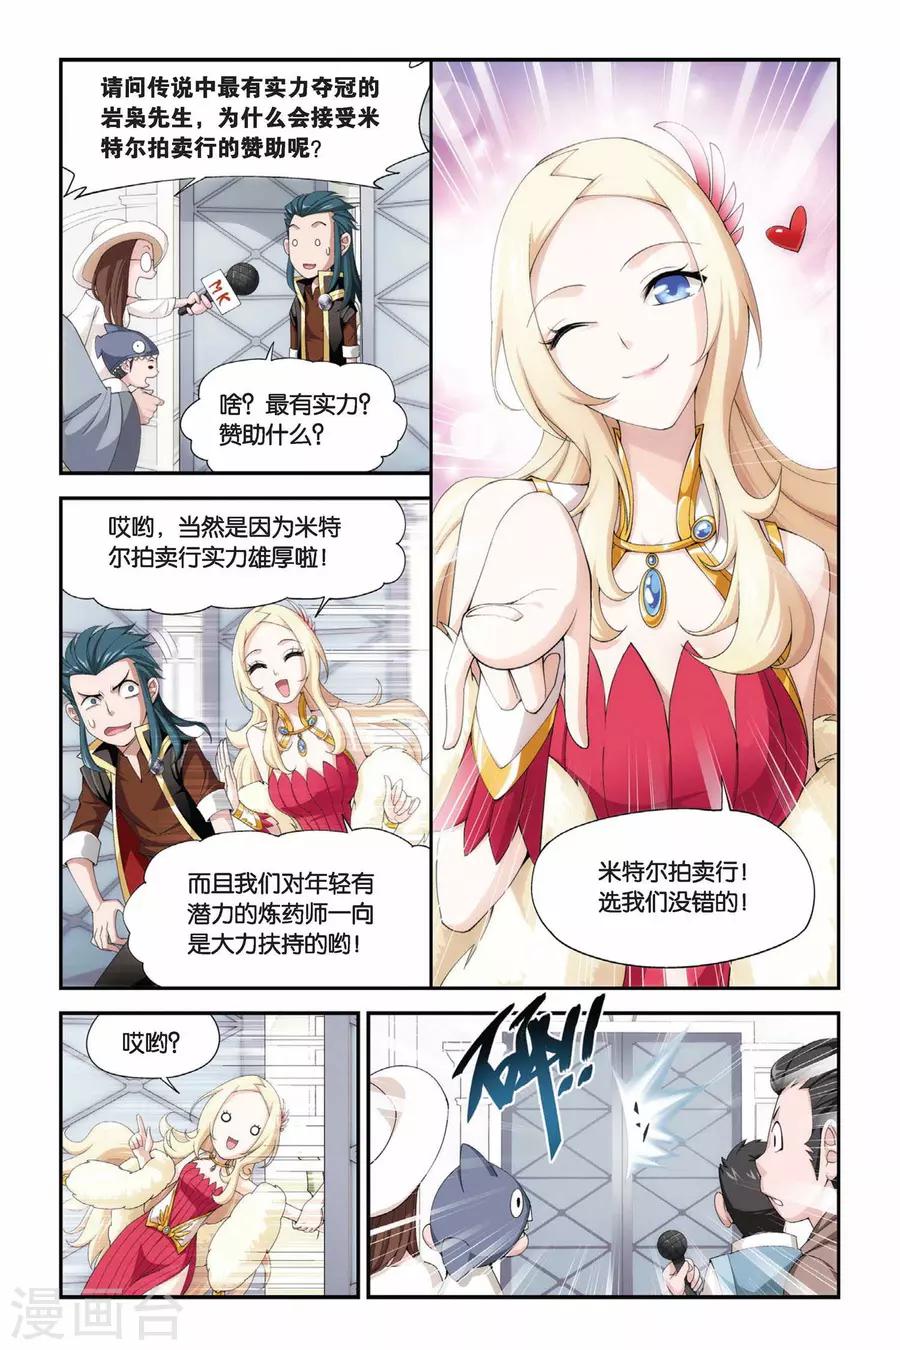 请问传说中最有实力夺冠的
岩枭先生，为什么会接受米
特尔拍卖行的赞助呢？
MK
啥？最有实力？
赞助什么？
哎哟，当然是因为米特
尔拍卖行实力雄厚啦！
而且我们对年轻有
潜力的炼药师一向
是大力扶持的哟！
米特尔拍卖行！
选我们没错的！
哎哟？
砰!!
漫画台